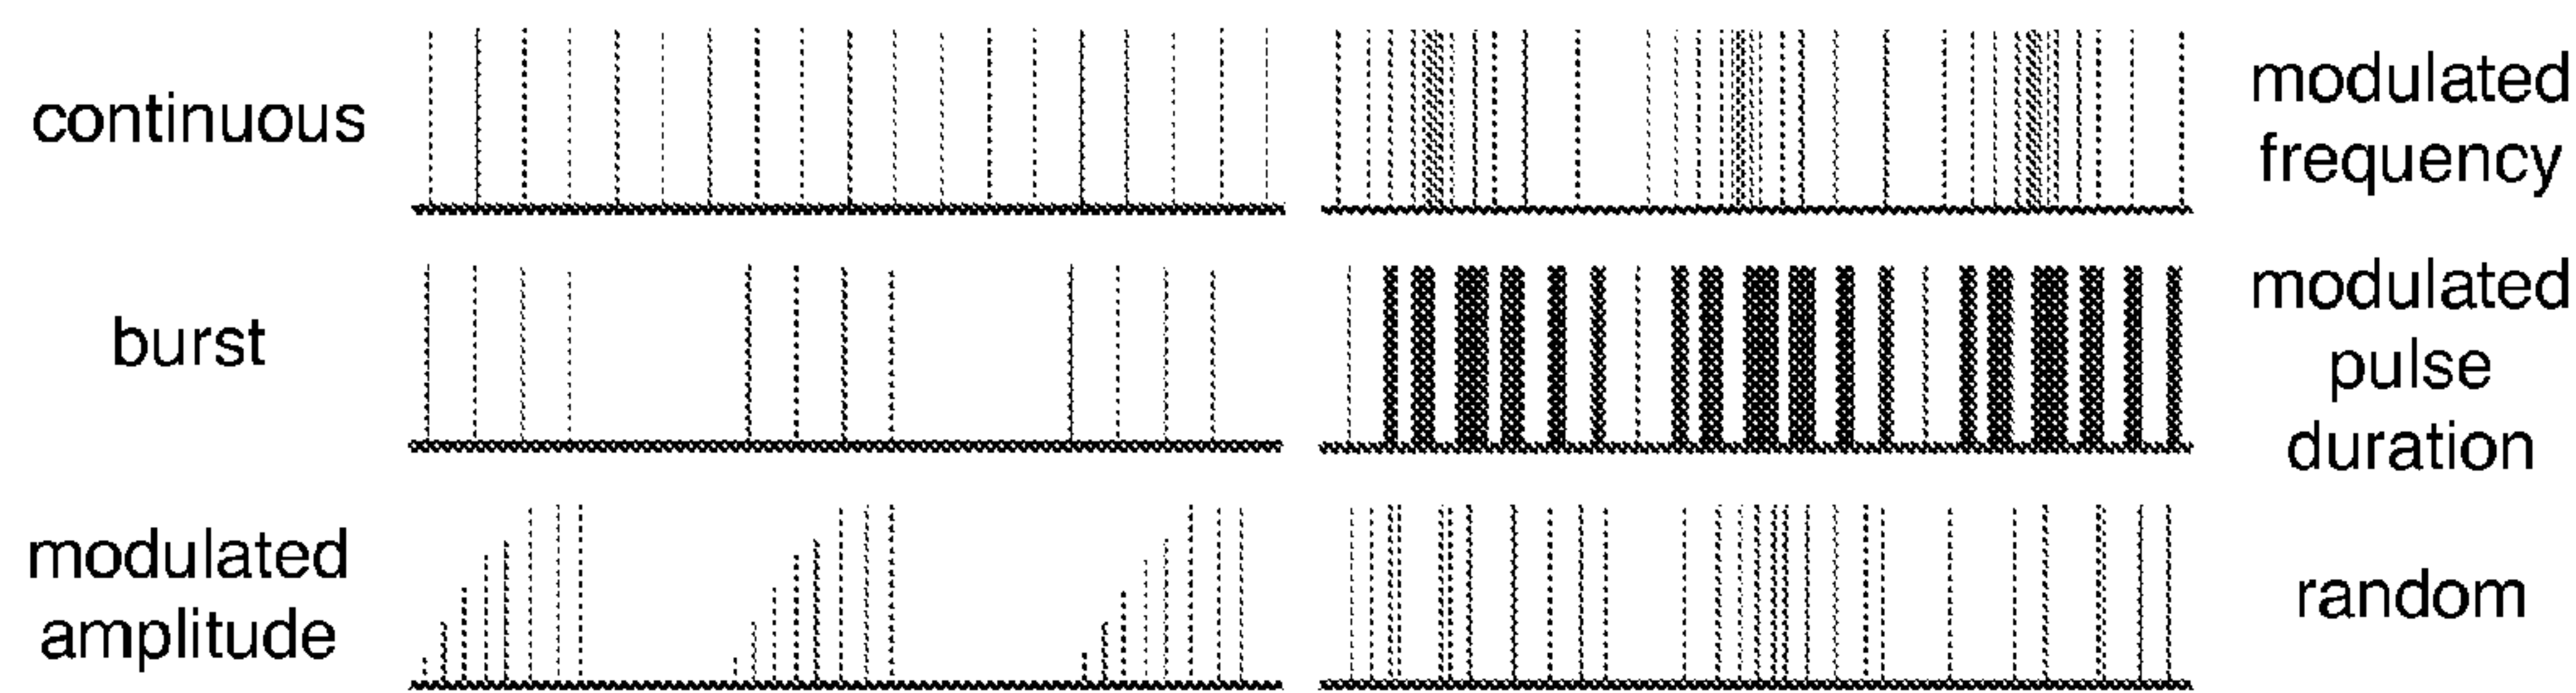 continuous
modulated
frequency
burst
modulated
pulse
duration
modulated
amplitude
random